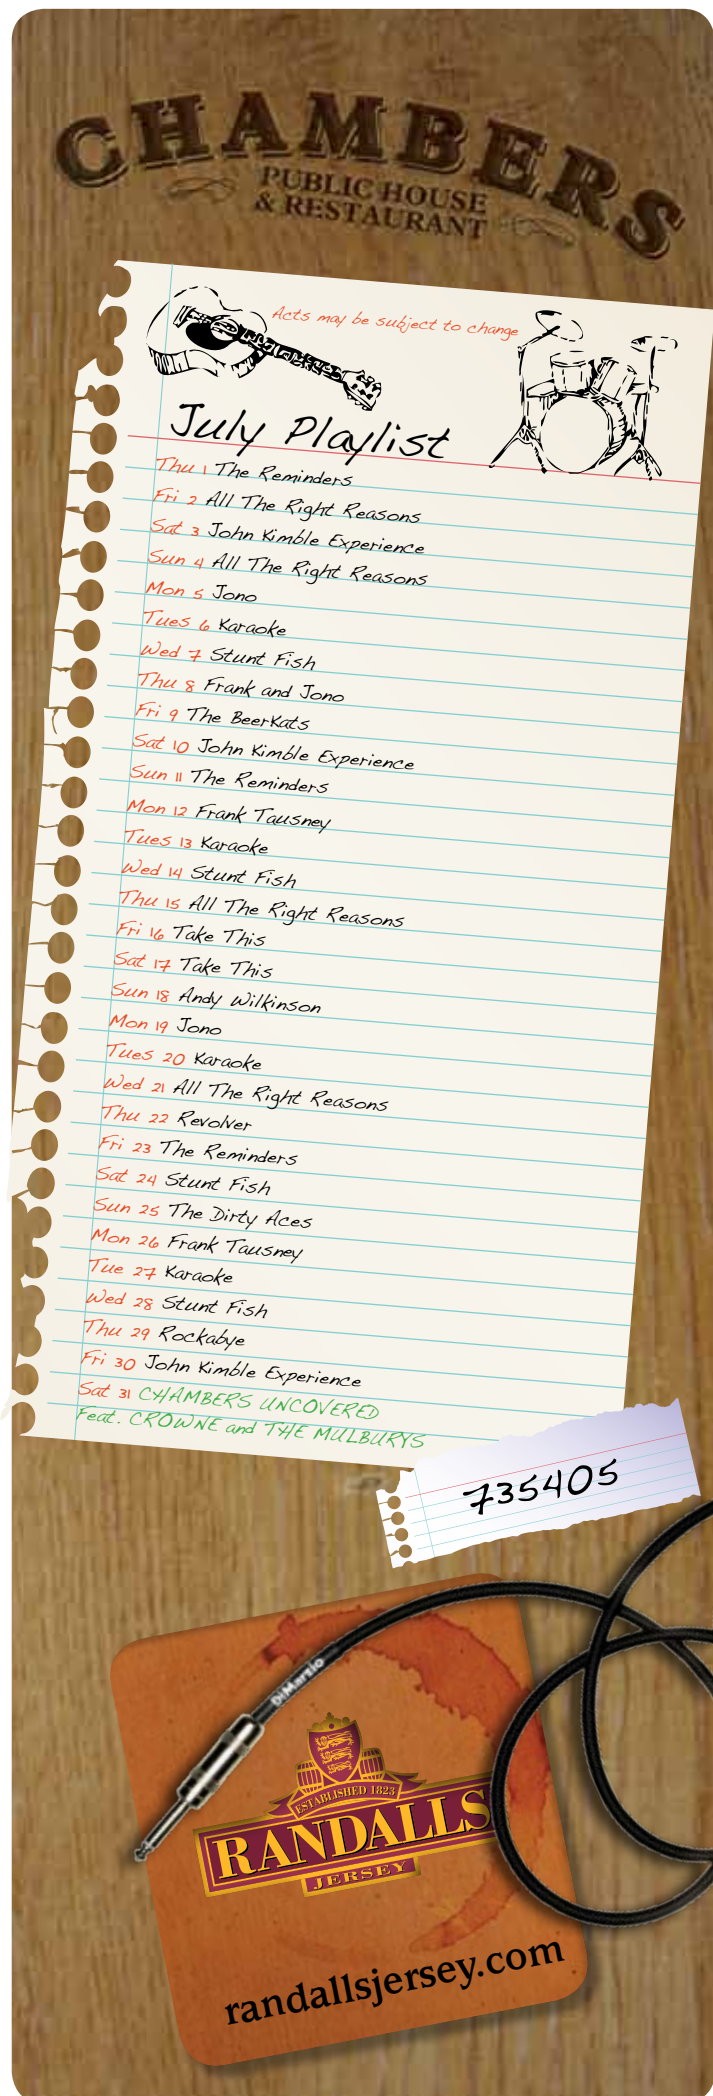 CHAMBERS
PUBLIC HOUSE
& RESTAURANT
Acts may be subject to change
July Playlist
Thu 1 The Reminders
Fri 2 All The Right Reasons
Sat 3 John Kimble Experience
Sun 4 All The Right Reasons
Mon 5 Jono
Tues 6 Karaoke
Wed 7 Stunt Fish
Thu 8 Frank and Jono
Fri 9 The BeerKats
Sat 10 John Kimble Experience
Sun 11 The Reminders
Mon 12 Frank Tausney
Tues 13 Karaoke
Wed 14 Stunt Fish
Thu 15 All The Right Reasons
Fri 16 Take This
Sat 17 Take This
Sun 18 Andy Wilkinson
Mon 19 Jono
Tues 20 Karaoke
Wed 21 All The Right Reasons
Thu 22 Revolver
Fri 23 The Reminders
Sat 24 Stunt Fish
Sun 25 The Dirty Aces
Mon 26 Frank Tausney
Tue 27 Karaoke
Wed 28 Stunt Fish
Thu 29 Rockabye
Fri 30 John Kimble Experience
Sat 31 CHAMBERS UNCOVERED
Feat. CROWNE and THE MULBURYS
735405
DiMarzio
ESTABLISHED 1823
RANDALLS
JERSEY
randallsjersey.com